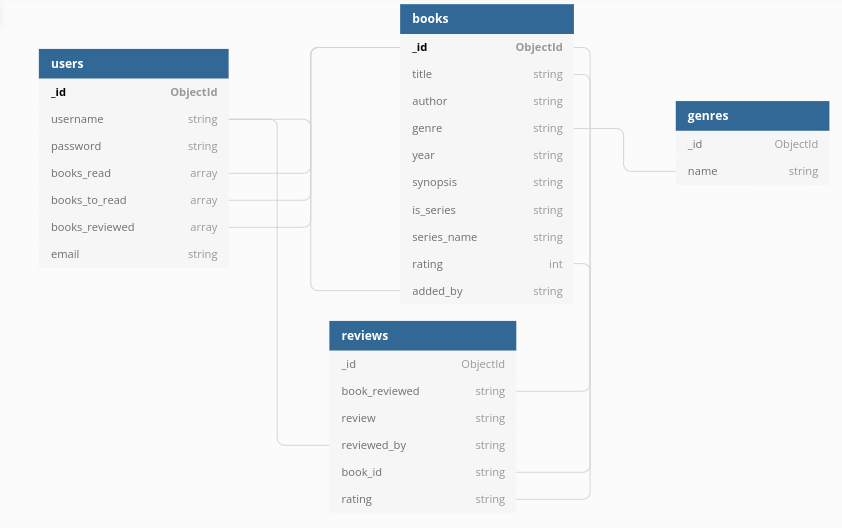 users
_id ObjectId
username string
password string
books_read array
books_to_read array
books_reviewed array
email string
books
_id ObjectId
title string
author string
genre string
year string
synopsis string
is_series string
series_name string
rating int
added_by string
genres
_id ObjectId
name string
reviews
_id ObjectId
book_reviewed string
review string
reviewed_by string
book_id string
rating string